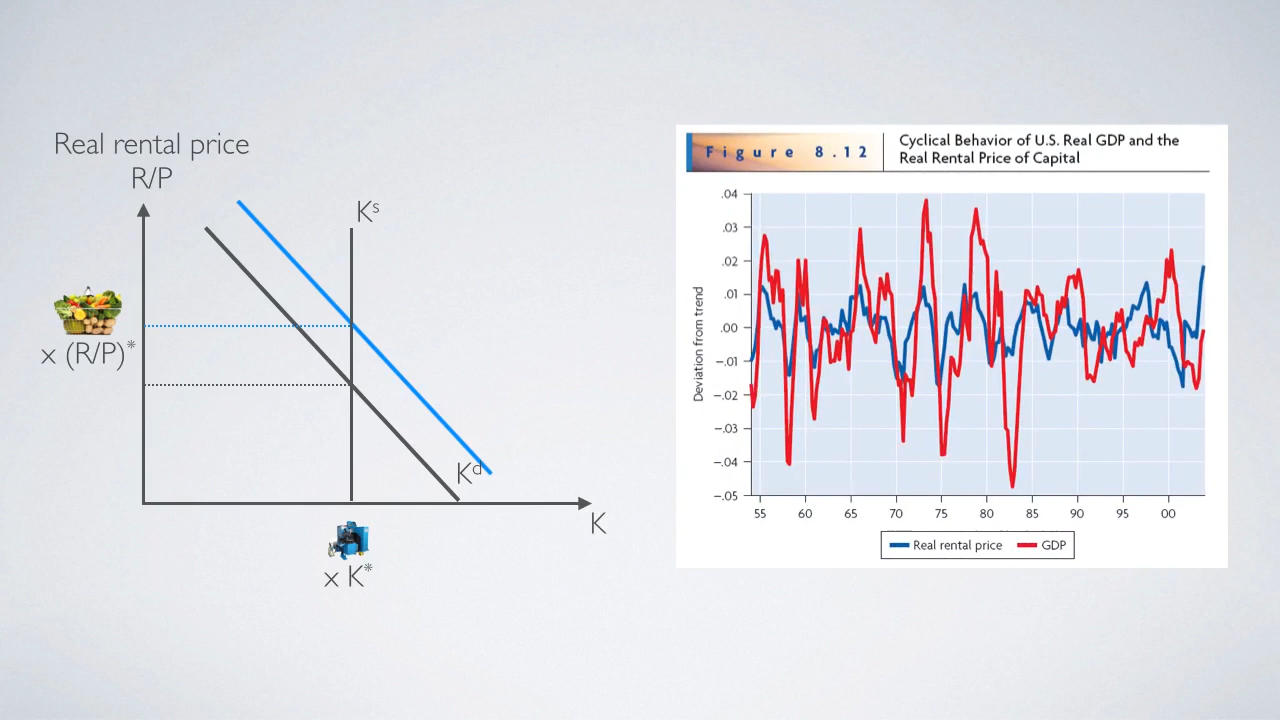 Real rental price
R/P
Kˢ
x (R/P)*
Kᵈ
K
x K*
Figure 8.12
Cyclical Behavior of U.S. Real GDP and the
Real Rental Price of Capital
Deviation from trend
.04
.03
.02
.01
.00
–.01
–.02
–.03
–.04
–.05
55 60 65 70 75 80 85 90 95 00
Real rental price GDP